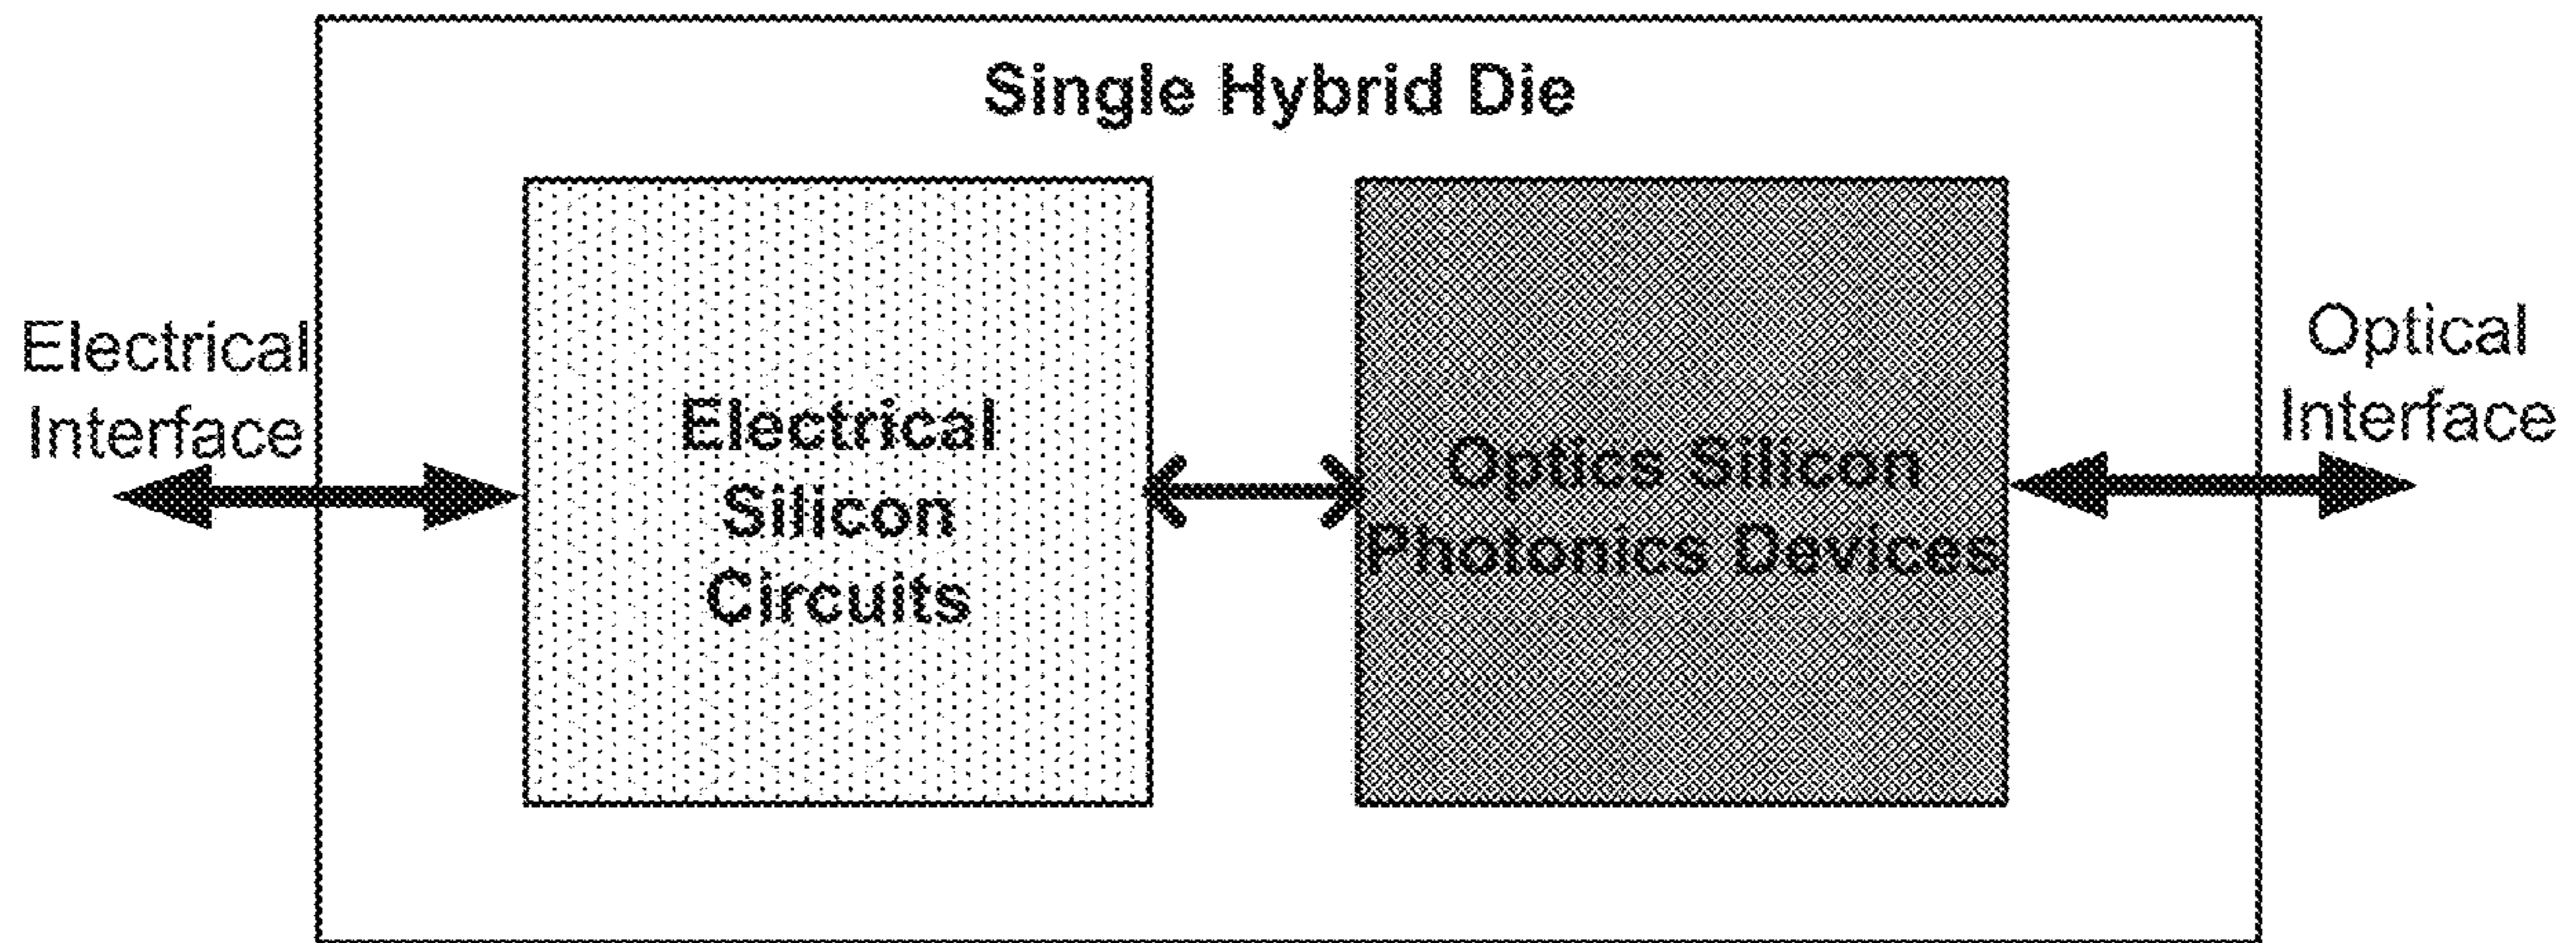 Single Hybrid Die
Electrical
Interface
Electrical
Silicon
Circuits
Optics Silicon
Photonics Devices
Optical
Interface